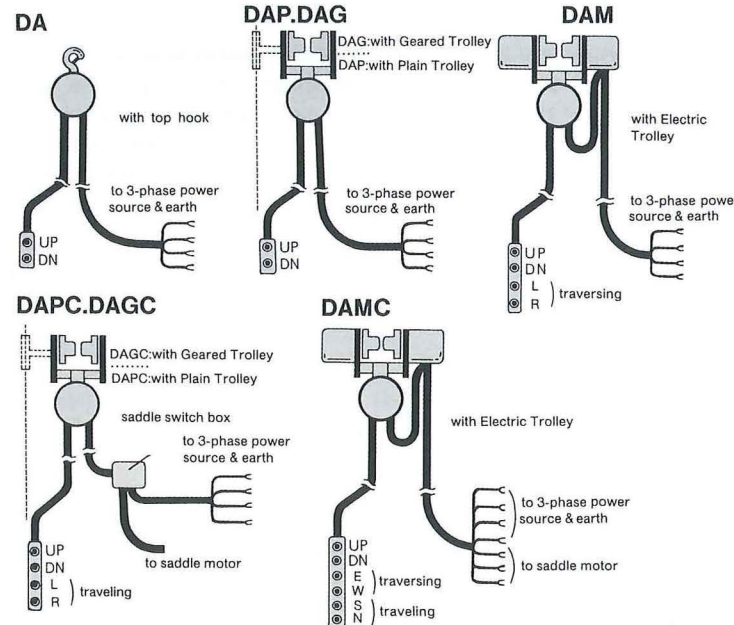 DA
with top hook
to 3-phase power
source & earth
UP
DN
DAP.DAG
DAG:with Geared Trolley
DAP:with Plain Trolley
to 3-phase power
source & earth
UP
DN
DAM
with Electric
Trolley
to 3-phase powe
source & earth
UP
DN
L
R
traversing
DAPC.DAGC
DAGC:with Geared Trolley
DAPC:with Plain Trolley
saddle switch box
to 3-phase power
source & earth
to saddle motor
UP
DN
L
R
traveling
DAMC
with Electric Trolley
to 3-phase power
source & earth
to saddle motor
UP
DN
E
W
traversing
S
N
traveling